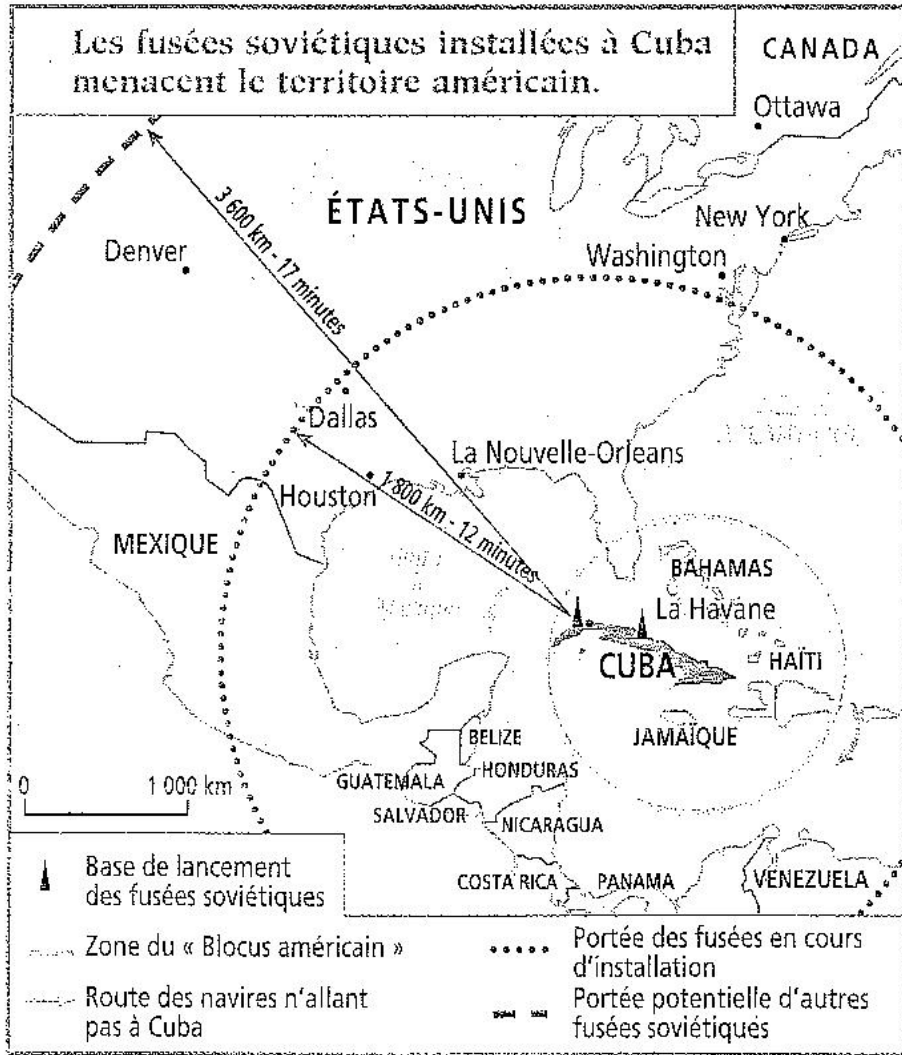 Les fusées soviétiques installées à Cuba
menacent le territoire américain.
CANADA
Ottawa
ÉTATS-UNIS
New York
Washington
Denver
3 600 km - 17 minutes
Dallas
La Nouvelle-Orleans
Houston
1 800 km - 12 minutes
MEXIQUE
BAHAMAS
La Havane
CUBA
HAÏTI
JAMAÏQUE
BELIZE
GUATEMALA
HONDURAS
SALVADOR
NICARAGUA
COSTA RICA
PANAMA
VENEZUELA
0 1 000 km
Base de lancement
des fusées soviétiques
Zone du « Blocus américain »
Route des navires n'allant
pas à Cuba
Portée des fusées en cours
d'installation
Portée potentielle d'autres
fusées soviétiques